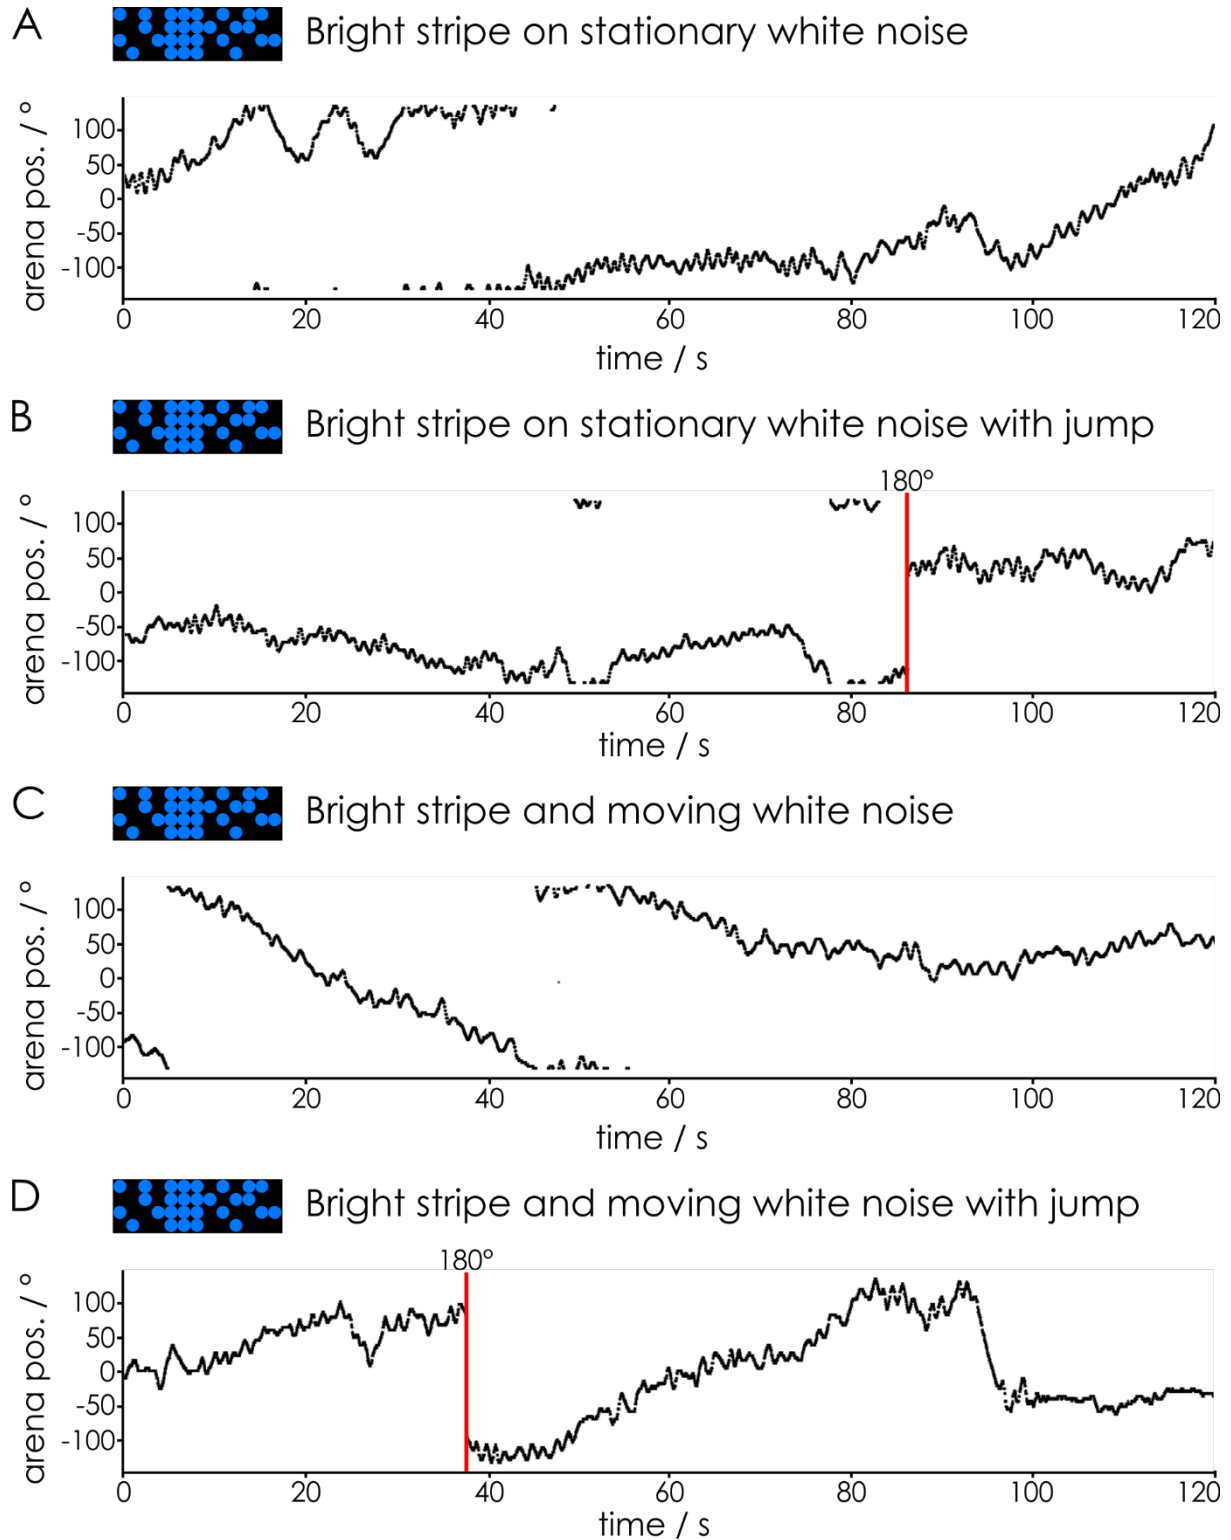 A Bright stripe on stationary white noise
arena pos. / °
100
50
0
-50
-100
0 20 40 60 80 100 120
time / s
B Bright stripe on stationary white noise with jump
180°
arena pos. / °
100
50
0
-50
-100
0 20 40 60 80 100 120
time / s
C Bright stripe and moving white noise
arena pos. / °
100
50
0
-50
-100
0 20 40 60 80 100 120
time / s
D Bright stripe and moving white noise with jump
180°
arena pos. / °
100
50
0
-50
-100
0 20 40 60 80 100 120
time / s